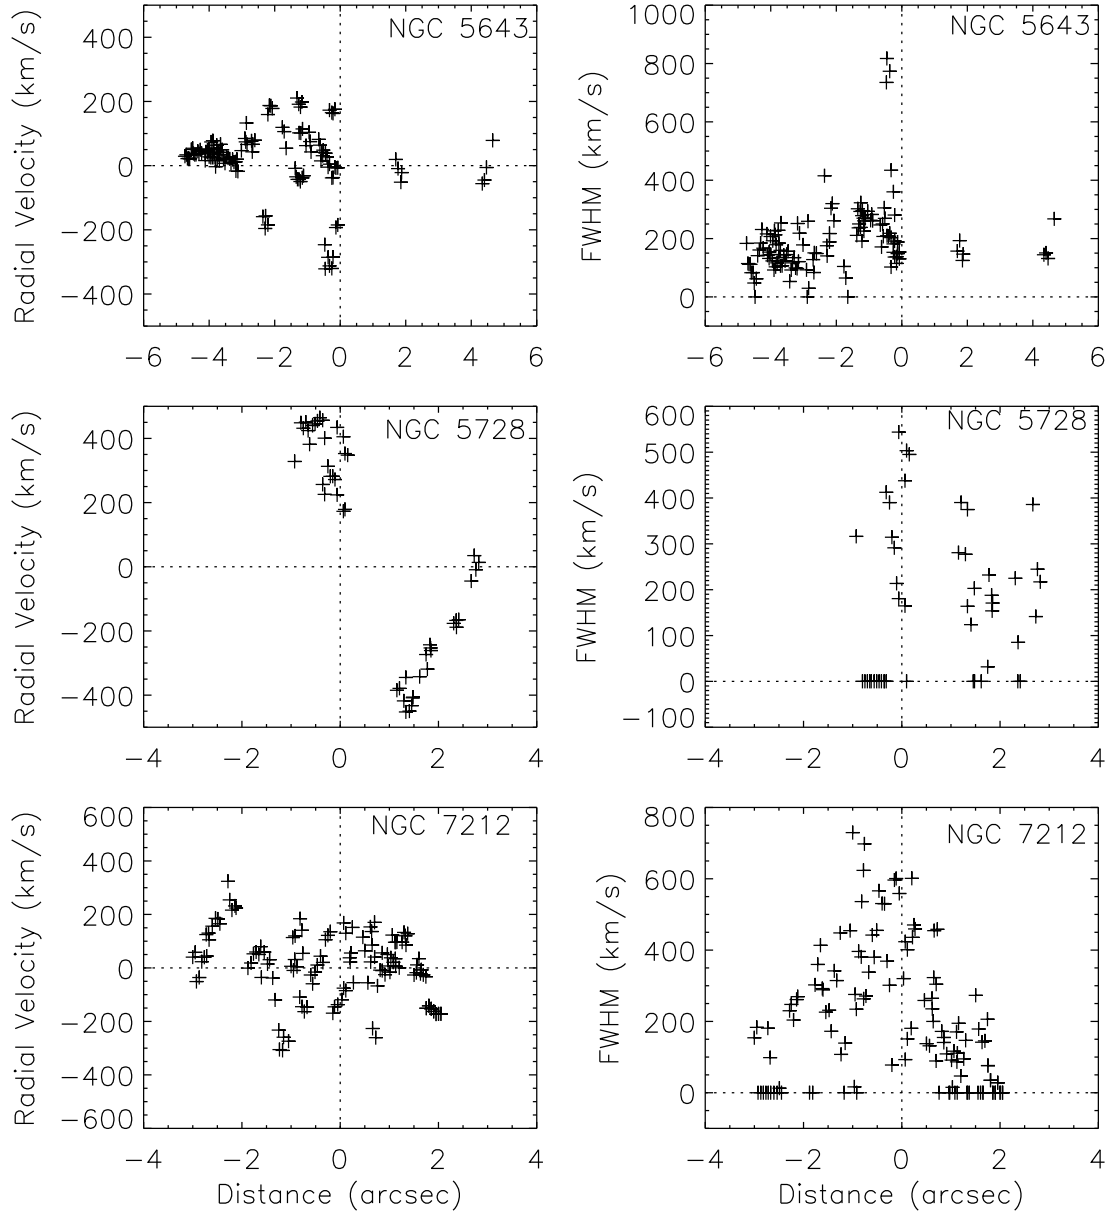 NGC 5643
Radial Velocity (km/s)
400
200
0
−200
−400
−6 −4 −2 0 2 4 6
NGC 5643
FWHM (km/s)
1000
800
600
400
200
0
−6 −4 −2 0 2 4 6
NGC 5728
Radial Velocity (km/s)
400
200
0
−200
−400
−4 −2 0 2 4
NGC 5728
FWHM (km/s)
600
500
400
300
200
100
0
−100
−4 −2 0 2 4
NGC 7212
Radial Velocity (km/s)
600
400
200
0
−200
−400
−600
−4 −2 0 2 4
Distance (arcsec)
NGC 7212
FWHM (km/s)
800
600
400
200
0
−4 −2 0 2 4
Distance (arcsec)